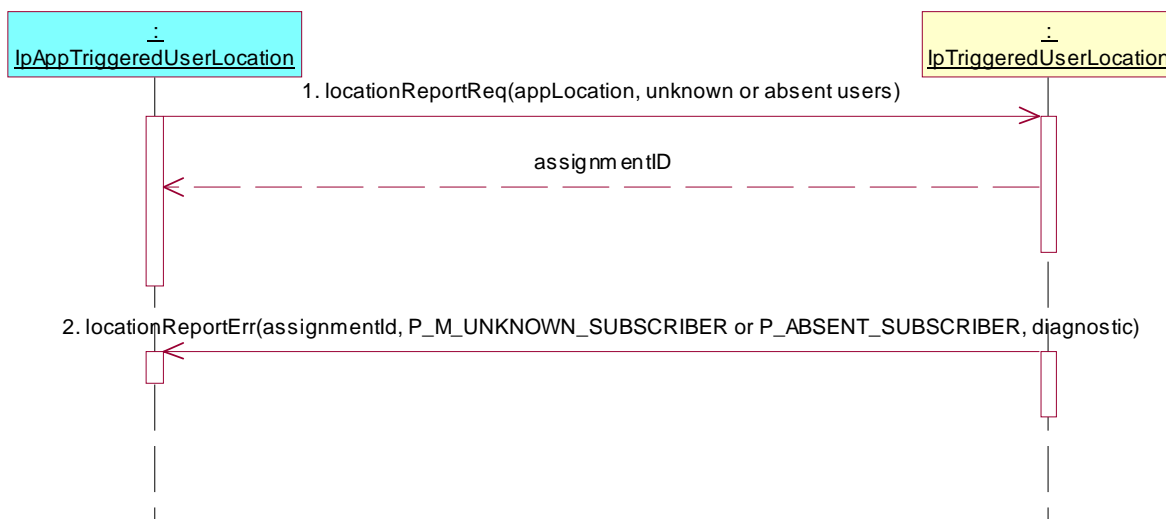 :
IpAppTriggeredUserLocation
:
IpTriggeredUserLocation
1. locationReportReq(appLocation, unknown or absent users)
assignmentID
2. locationReportErr(assignmentId, P_M_UNKNOWN_SUBSCRIBER or P_ABSENT_SUBSCRIBER, diagnostic)